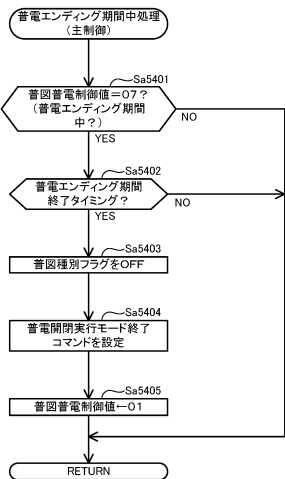 普電エンディング期間中処理
(主制御)
Sa5401
普図普電制御値=07?
(普電エンディング期間
中?)
NO
YES
Sa5402
普電エンディング期間
終了タイミング?
NO
YES
Sa5403
普図種別フラグをOFF
Sa5404
普電開閉実行モード終了
コマンドを設定
Sa5405
普図普電制御値←01
RETURN